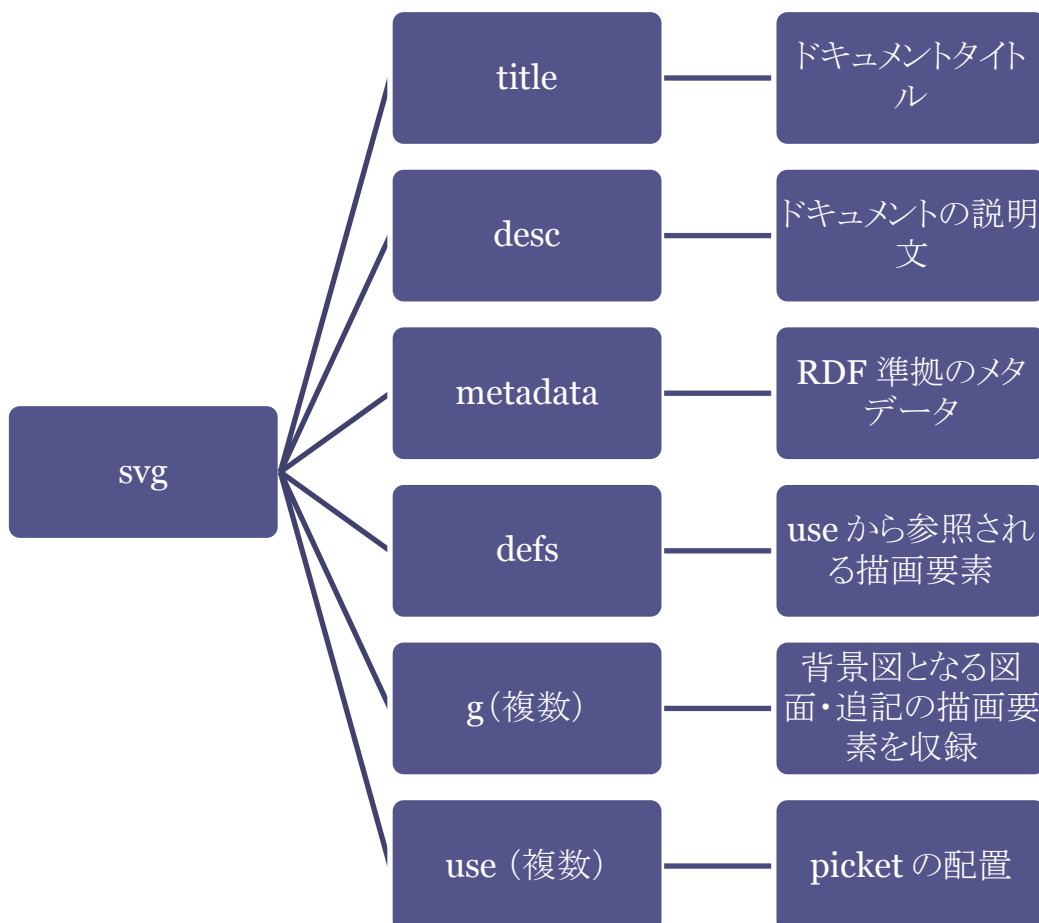 title
ドキュメントタイト
ル
desc
ドキュメントの説明
文
metadata
RDF 準拠のメタ
データ
svg
defs
use から参照され
る描画要素
g(複数)
背景図となる図
面・追記の描画要
素を収録
use (複数)
picket の配置